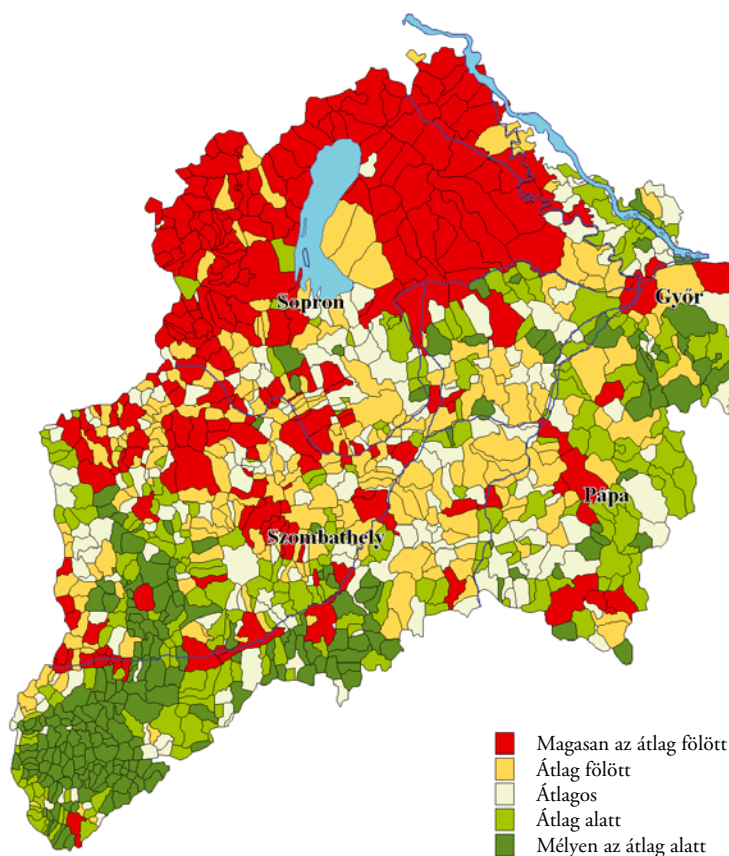 Sopron
Győr
Pápa
Szombathely
Magasan az átlag fölött
Átlag fölött
Átlagos
Átlag alatt
Mélyen az átlag alatt